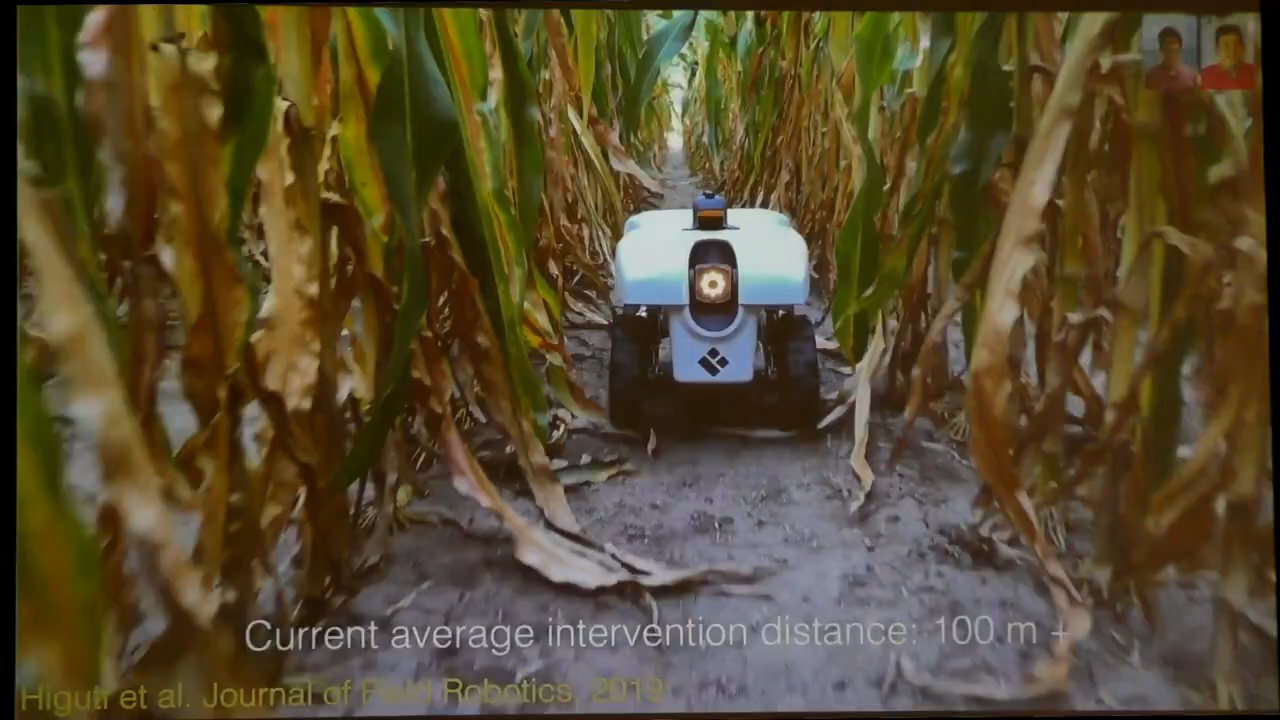 Current average intervention distance: 100 m +
Higuti et al. Journal of Field Robotics, 2019